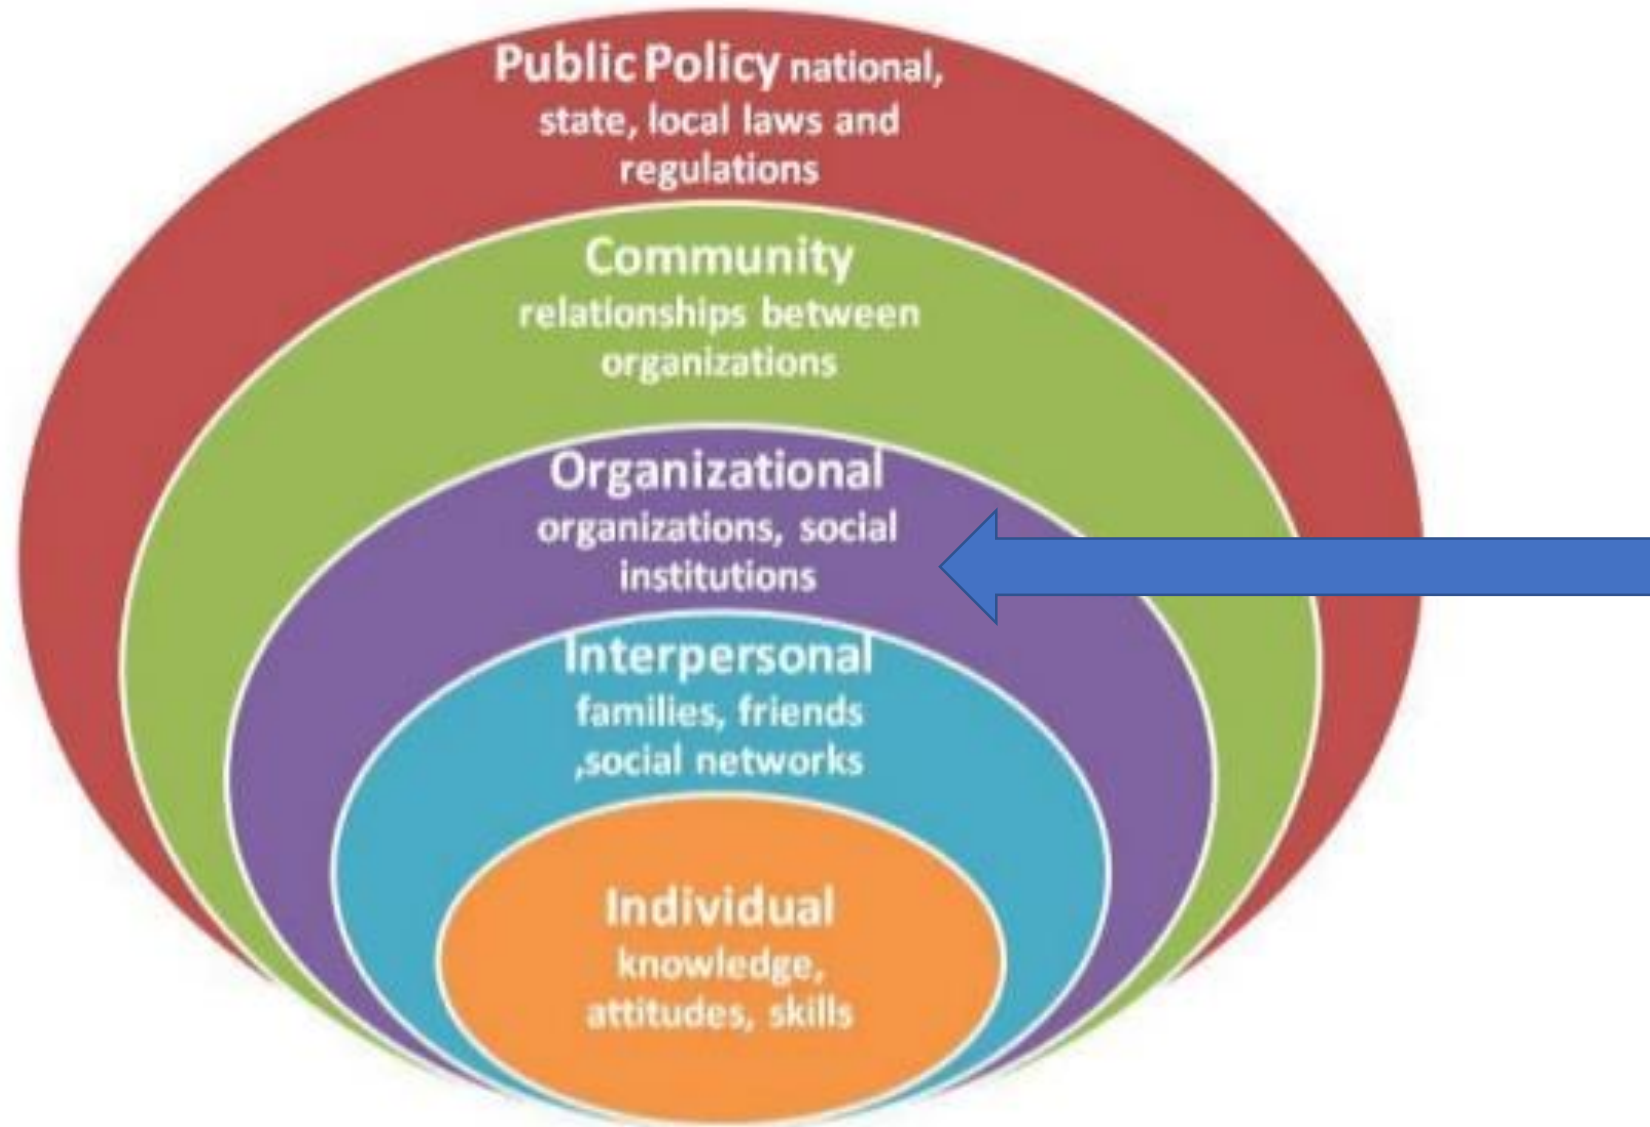 Public Policy national,
state, local laws and
regulations
Community
relationships between
organizations
Organizational
organizations, social
institutions
Interpersonal
families, friends
,social networks
Individual
knowledge,
attitudes, skills